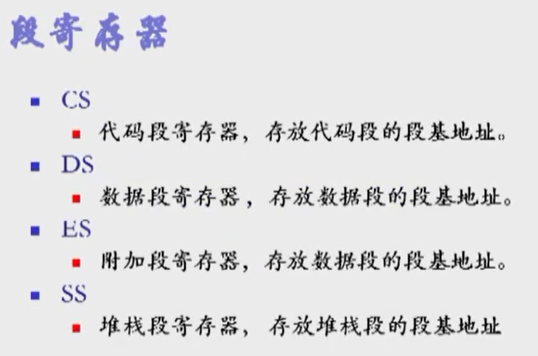 段寄存器
CS
代码段寄存器，存放代码段的段基地址。
DS
数据段寄存器，存放数据段的段基地址。
ES
附加段寄存器，存放数据段的段基地址。
SS
堆栈段寄存器，存放堆栈段的段基地址